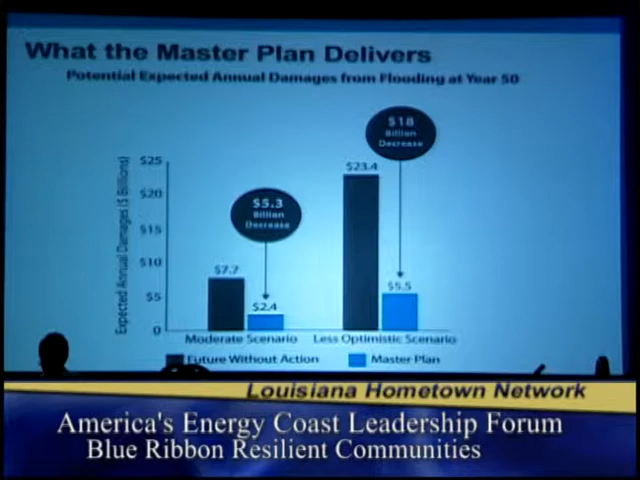 What the Master Plan Delivers
Potential Expected Annual Damages from Flooding at Year 50
$18
Billion
Decrease
$5.3
Billion
Decrease
Expected Annual Damages ($ Billions)
$25
$20
$15
$10
$5
0
$7.7
$2.4
$23.4
$5.5
Moderate Scenario
Less Optimistic Scenario
Future Without Action
Master Plan
Louisiana Hometown Network
America's Energy Coast Leadership Forum
Blue Ribbon Resilient Communities